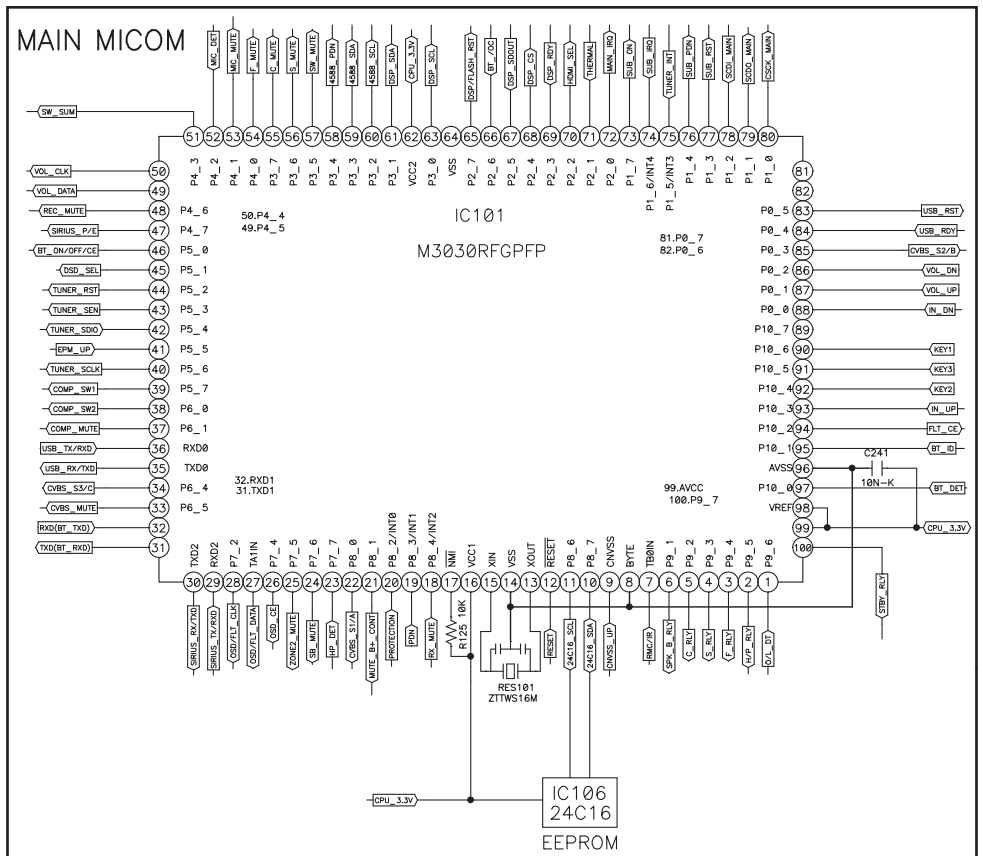 MAIN MICOM
MIC_DET
MIC_MUTE
F_MUTE
C_MUTE
S_MUTE
SW_MUTE
4588_PDN
4588_SDA
4588_SCL
DSP_SDA
CPU_3.3V
DSP_SCL
DSP/FLASH_RST
BT_/OC
DSP_SDOUT
DSP_CS
DSP_RDY
HDMI_SEL
THERMAL
MAIN_IRQ
SUB_ON
SUB_IRQ
TUNER_INT
SUB_PDN
SUB_RST
SCDI_MAIN
SCDO_MAIN
CSCK_MAIN
SW_SUM
51 52 53 54 55 56 57 58 59 60 61 62 63 64 65 66 67 68 69 70 71 72 73 74 75 76 77 78 79 80
P4_3
P4_2
P4_1
P4_0
P3_7
P3_6
P3_5
P3_4
P3_3
P3_2
P3_1
VCC2
P3_0
VSS
P2_7
P2_6
P2_5
P2_4
P2_3
P2_2
P2_1
P2_0
P1_7
P1_6/INT4
P1_5/INT3
P1_4
P1_3
P1_2
P1_1
P1_0
VOL_CLK 50
VOL_DATA 49
REC_MUTE 48 P4_6
SIRIUS_P/E 47 P4_7
BT_ON/OFF/CE 46 P5_0
DSD_SEL 45 P5_1
TUNER_RST 44 P5_2
TUNER_SEN 43 P5_3
TUNER_SDIO 42 P5_4
EPM_UP 41 P5_5
TUNER_SCLK 40 P5_6
COMP_SW1 39 P5_7
COMP_SW2 38 P6_0
COMP_MUTE 37 P6_1
USB_TX/RXD 36 RXD0
USB_RX/TXD 35 TXD0
CVBS_S3/C 34 P6_4
CVBS_MUTE 33 P6_5
RXD(BT_TXD) 32
TXD(BT_RXD) 31
50.P4_4
49.P4_5
IC101
M3030RFGPFP
81.P0_7
82.P0_6
32.RXD1
31.TXD1
99.AVCC
100.P9_7
81
82
P0_5 83 USB_RST
P0_4 84 USB_RDY
P0_3 85 CVBS_S2/B
P0_2 86 VOL_DN
P0_1 87 VOL_UP
P0_0 88 IN_DN
P10_7 89
P10_6 90 KEY1
P10_5 91 KEY3
P10_4 92 KEY2
P10_3 93 IN_UP
P10_2 94 FLT_CE
P10_1 95 BT_ID
C241
AVSS 96
10N-K
P10_0 97 BT_DET
VREF 98
99 CPU_3.3V
100
STBY_RLY
TXD2
RXD2
P7_2
TA1IN
P7_4
P7_5
P7_6
P7_7
P8_0
P8_1
P8_2/INT0
P8_3/INT1
P8_4/INT2
NMI
VCC1
XIN
VSS
XOUT
RESET
P8_6
P8_7
CNVSS
BYTE
TB0IN
P9_1
P9_2
P9_3
P9_4
P9_5
P9_6
30 29 28 27 26 25 24 23 22 21 20 19 18 17 16 15 14 13 12 11 10 9 8 7 6 5 4 3 2 1
SIRIUS_RX/TXD
SIRIUS_TX/RXD
OSD/FLT_CLK
OSD/FLT_DATA
OSD_CE
ZONE2_MUTE
SB_MUTE
HP_DET
CVBS_S1/A
MUTE_B+_CONT
PROTECTION
PDN
RX_MUTE
R125 10K
RESET
24C16_SCL
24C16_SDA
CNVSS_UP
RMC/IR
SPK_B_RLY
C_RLY
S_RLY
F_RLY
H/P_RLY
O/L_DT
RES101
ZTTWS16M
CPU_3.3V
IC106
24C16
EEPROM